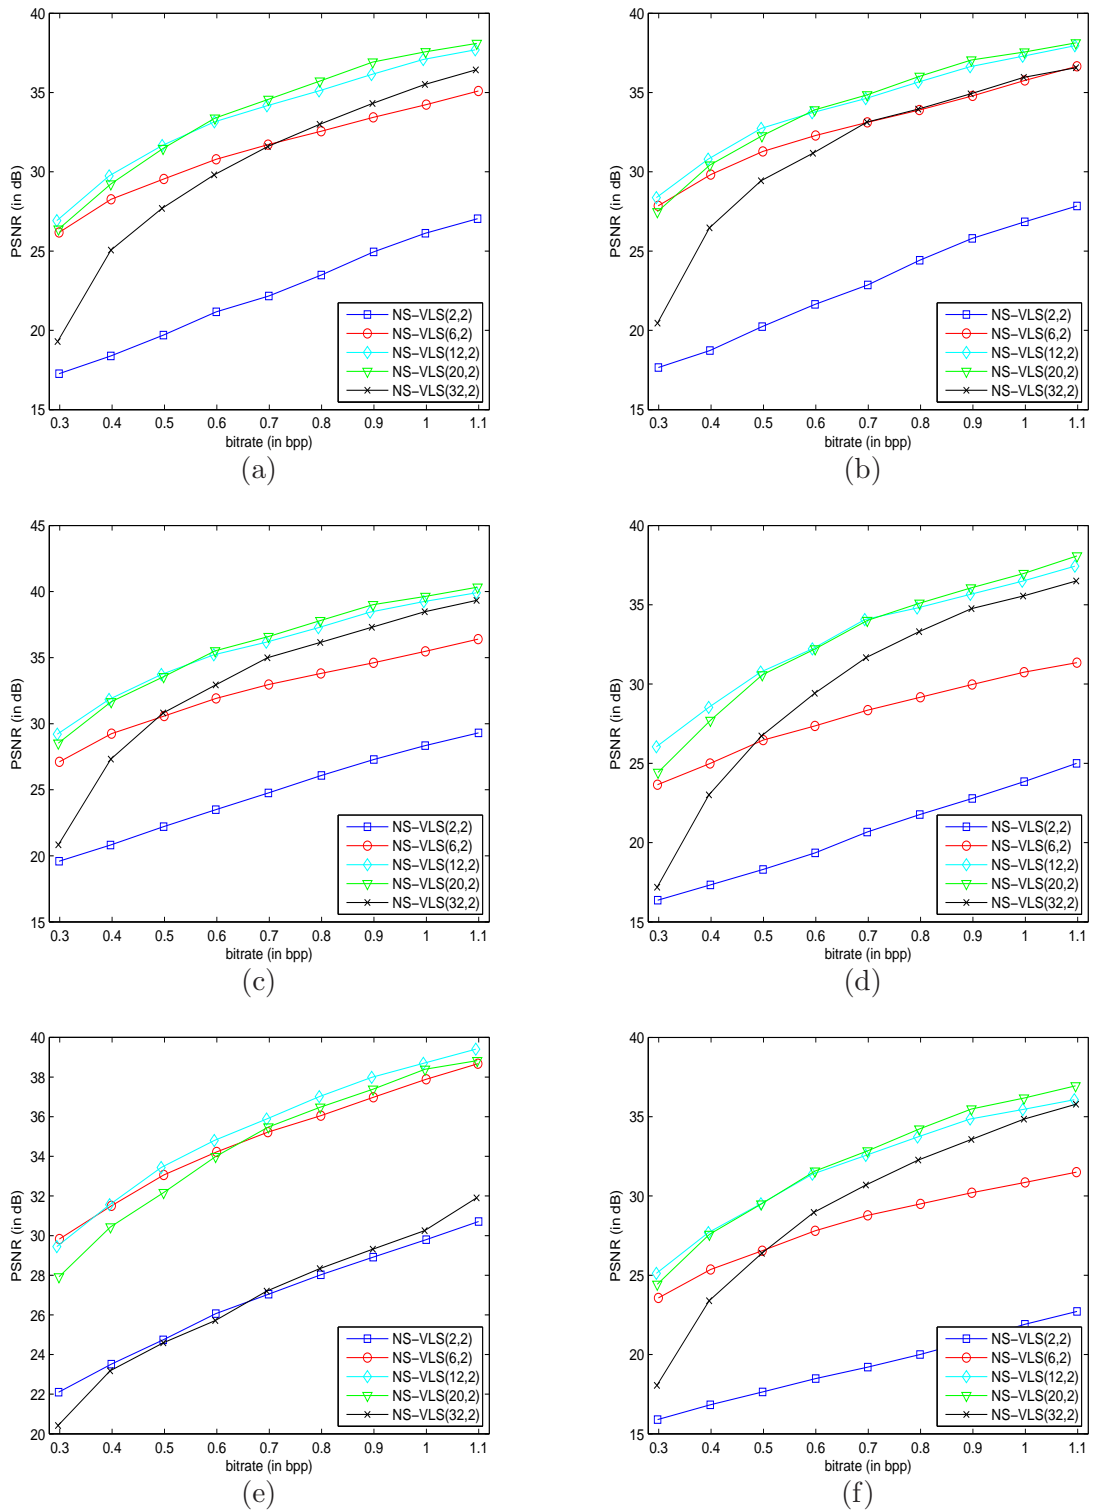 40
35
30
25
20
15
PSNR (in dB)
NS-VLS(2,2)
NS-VLS(6,2)
NS-VLS(12,2)
NS-VLS(20,2)
NS-VLS(32,2)
0.3 0.4 0.5 0.6 0.7 0.8 0.9 1 1.1
bitrate (in bpp)
(a)
40
35
30
25
20
15
PSNR (in dB)
NS-VLS(2,2)
NS-VLS(6,2)
NS-VLS(12,2)
NS-VLS(20,2)
NS-VLS(32,2)
0.3 0.4 0.5 0.6 0.7 0.8 0.9 1 1.1
bitrate (in bpp)
(b)
45
40
35
30
25
20
15
PSNR (in dB)
NS-VLS(2,2)
NS-VLS(6,2)
NS-VLS(12,2)
NS-VLS(20,2)
NS-VLS(32,2)
0.3 0.4 0.5 0.6 0.7 0.8 0.9 1 1.1
bitrate (in bpp)
(c)
40
35
30
25
20
15
PSNR (in dB)
NS-VLS(2,2)
NS-VLS(6,2)
NS-VLS(12,2)
NS-VLS(20,2)
NS-VLS(32,2)
0.3 0.4 0.5 0.6 0.7 0.8 0.9 1 1.1
bitrate (in bpp)
(d)
40
38
36
34
32
30
28
26
24
22
20
PSNR (in dB)
NS-VLS(2,2)
NS-VLS(6,2)
NS-VLS(12,2)
NS-VLS(20,2)
NS-VLS(32,2)
0.3 0.4 0.5 0.6 0.7 0.8 0.9 1 1.1
bitrate (in bpp)
(e)
40
35
30
25
20
15
PSNR (in dB)
NS-VLS(2,2)
NS-VLS(6,2)
NS-VLS(12,2)
NS-VLS(20,2)
NS-VLS(32,2)
0.3 0.4 0.5 0.6 0.7 0.8 0.9 1 1.1
bitrate (in bpp)
(f)